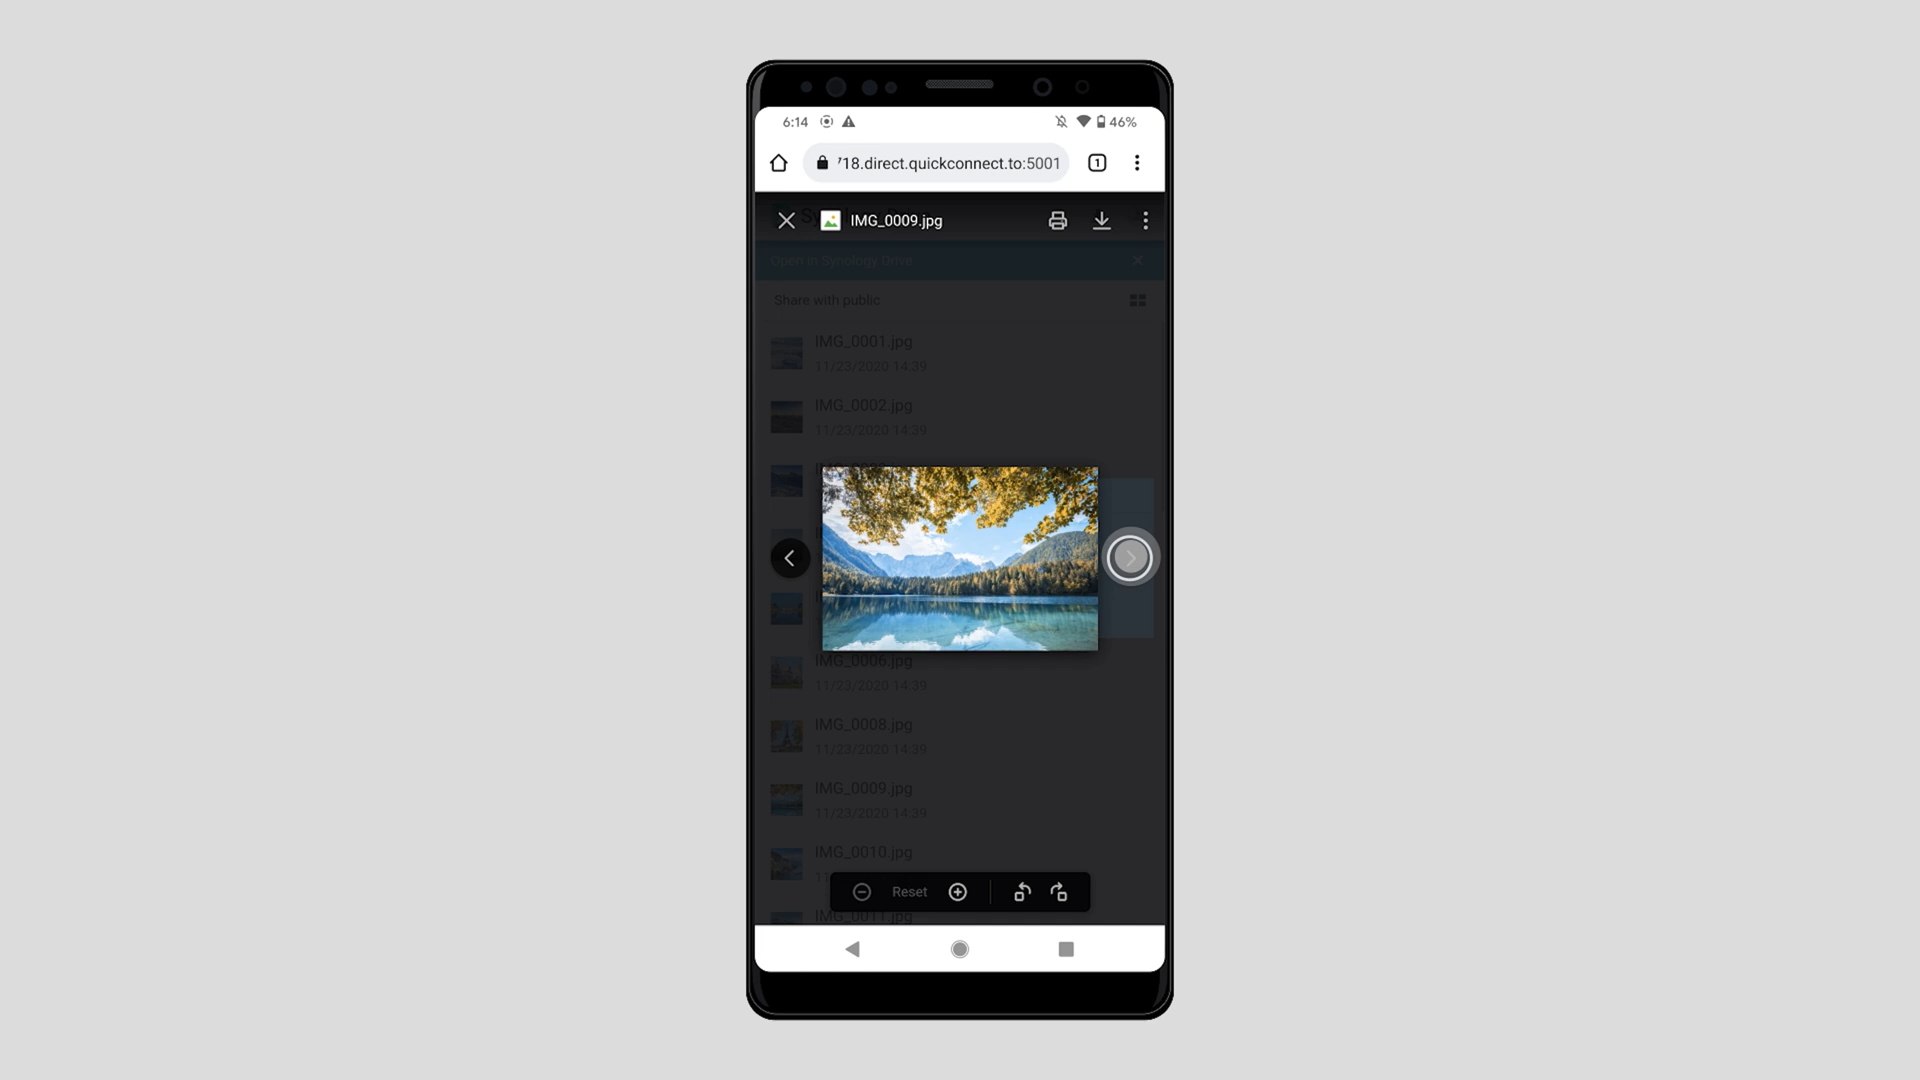 6:14
46%
718.direct.quickconnect.to:5001
1
IMG_0009.jpg
Open in Synology Drive
Share with public
IMG_0001.jpg
11/23/2020 14:39
IMG_0002.jpg
11/23/2020 14:39
IMG_0006.jpg
11/23/2020 14:39
IMG_0008.jpg
11/23/2020 14:39
IMG_0009.jpg
11/23/2020 14:39
IMG_0010.jpg
Reset
IMG_0011.jpg